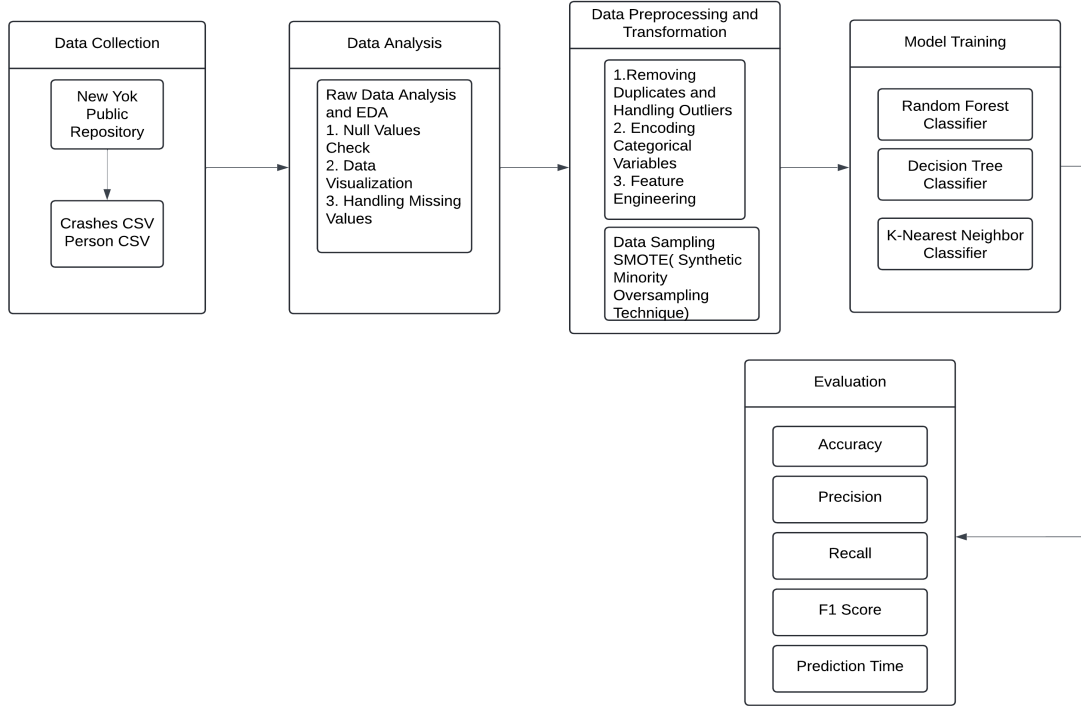 Data Collection
New Yok
Public
Repository
Crashes CSV
Person CSV
Data Analysis
Raw Data Analysis
and EDA
1. Null Values
Check
2. Data
Visualization
3. Handling Missing
Values
Data Preprocessing and
Transformation
1.Removing
Duplicates and
Handling Outliers
2. Encoding
Categorical
Variables
3. Feature
Engineering
Data Sampling
SMOTE( Synthetic
Minority
Oversampling
Technique)
Model Training
Random Forest
Classifier
Decision Tree
Classifier
K-Nearest Neighbor
Classifier
Evaluation
Accuracy
Precision
Recall
F1 Score
Prediction Time